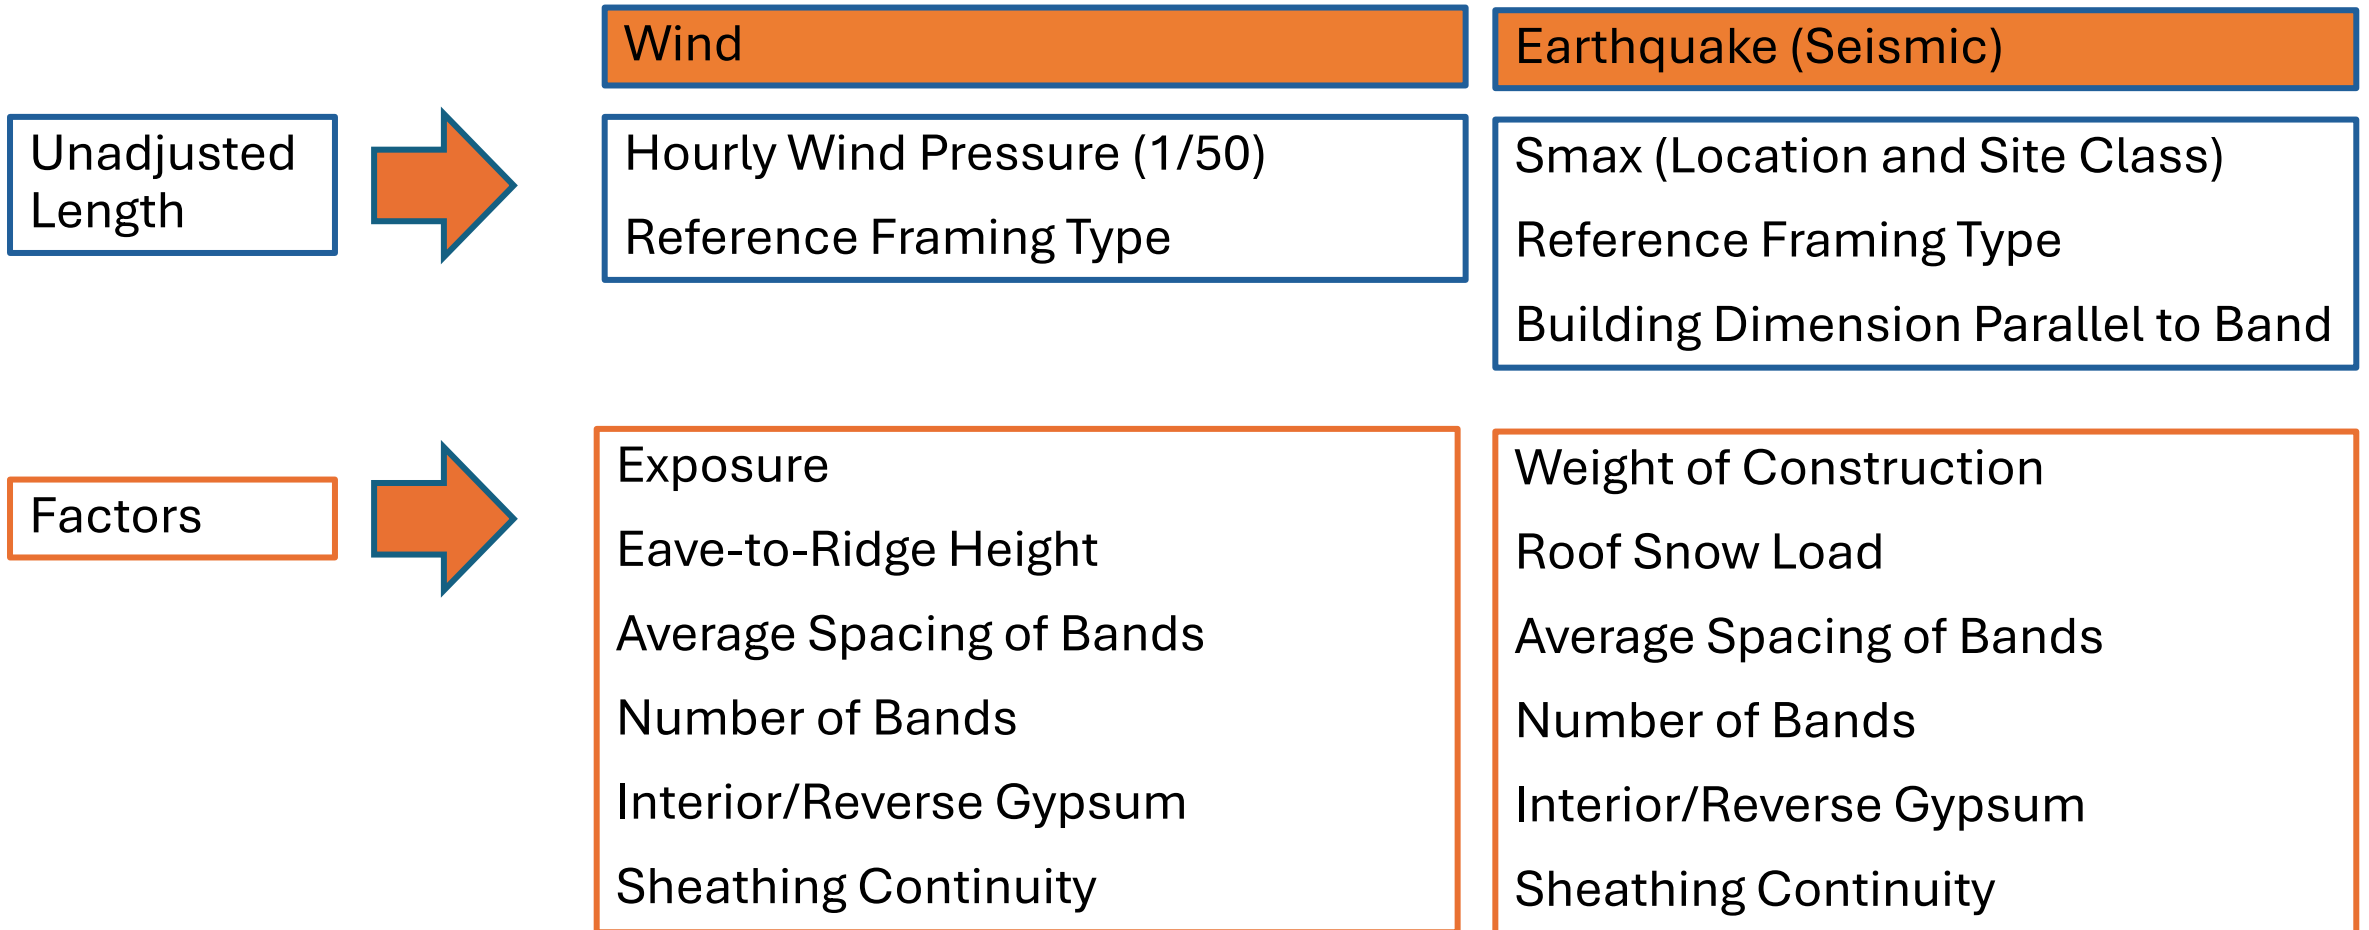 Wind
Earthquake (Seismic)
Unadjusted
Length
Hourly Wind Pressure (1/50)
Reference Framing Type
Smax (Location and Site Class)
Reference Framing Type
Building Dimension Parallel to Band
Factors
Exposure
Eave-to-Ridge Height
Average Spacing of Bands
Number of Bands
Interior/Reverse Gypsum
Sheathing Continuity
Weight of Construction
Roof Snow Load
Average Spacing of Bands
Number of Bands
Interior/Reverse Gypsum
Sheathing Continuity